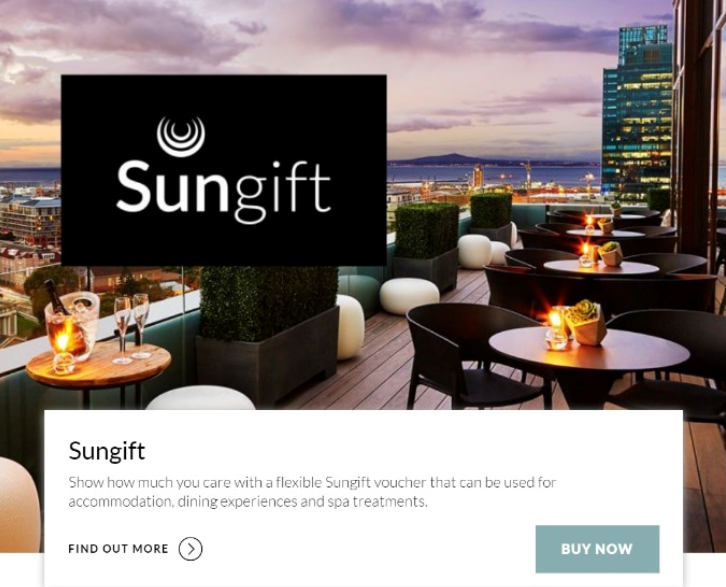 Sungift
Sungift
Show how much you care with a flexible Sungift voucher that can be used for
accommodation, dining experiences and spa treatments.
FIND OUT MORE
BUY NOW